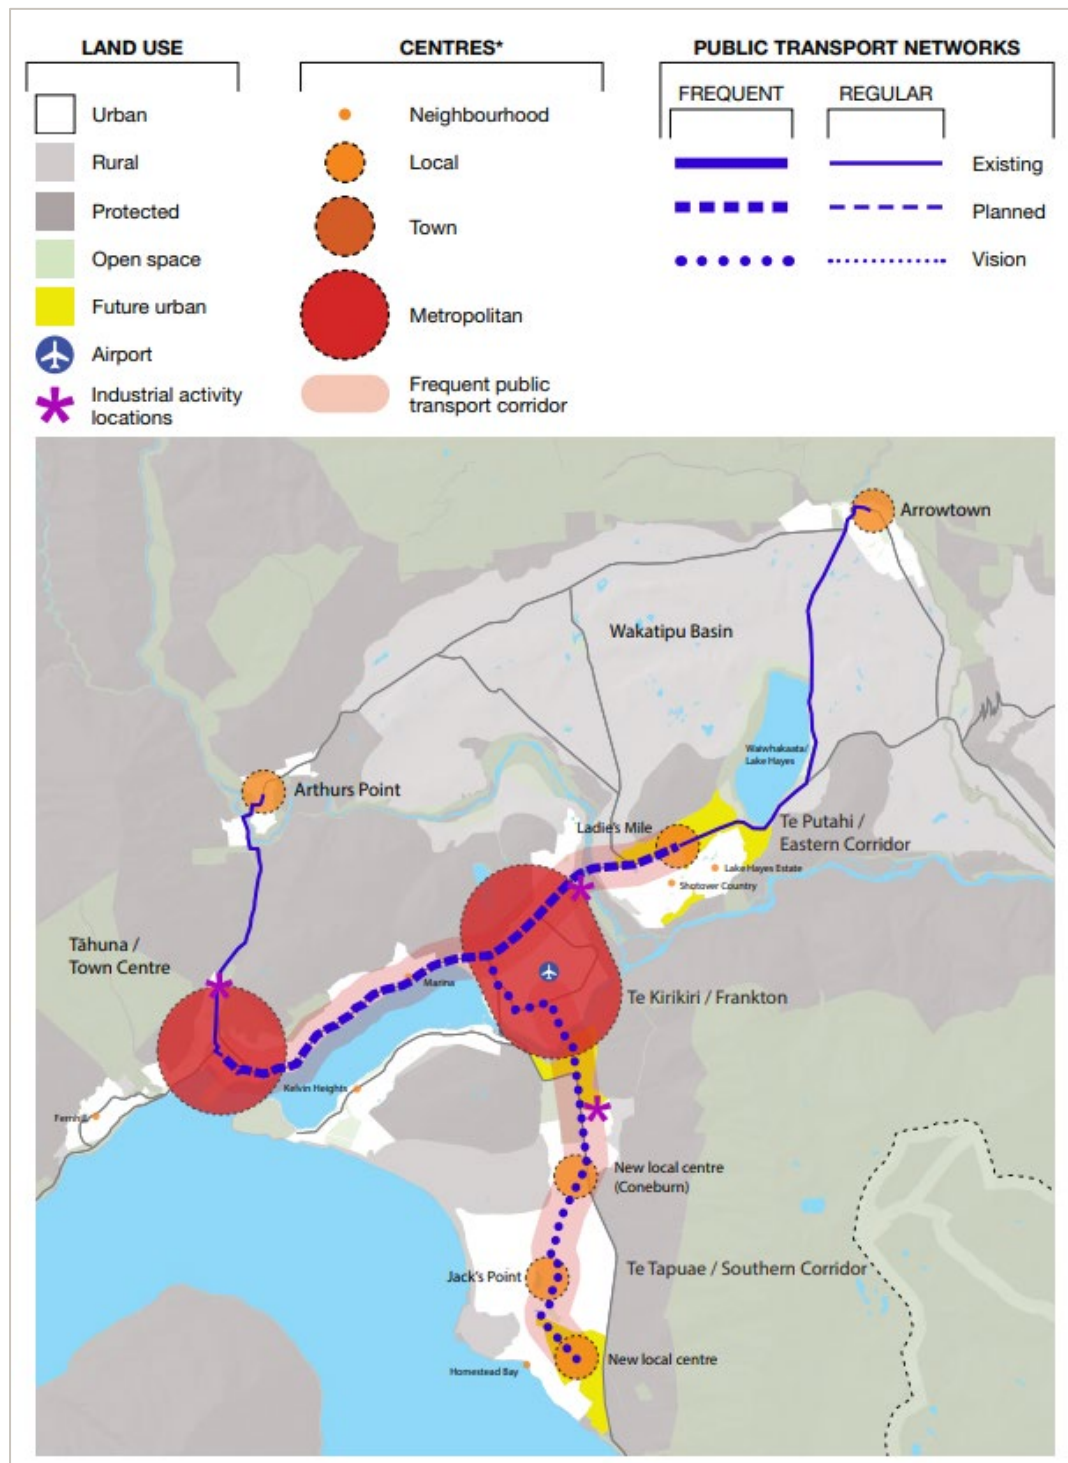 LAND USE
Urban
Rural
Protected
Open space
Future urban
Airport
Industrial activity
locations
CENTRES*
Neighbourhood
Local
Town
Metropolitan
Frequent public
transport corridor
PUBLIC TRANSPORT NETWORKS
FREQUENT
REGULAR
Existing
Planned
Vision
Arrowtown
Wakatipu Basin
Waiwhakaata/
Lake Hayes
Arthurs Point
Ladie's Mile
Te Putahi /
Eastern Corridor
Lake Hayes Estate
Shotover Country
Tāhuna /
Town Centre
Marina
Te Kirikiri / Frankton
Kelvin Heights
Fernhill
New local centre
(Coneburn)
Jack's Point
Te Tapuae / Southern Corridor
New local centre
Homestead Bay